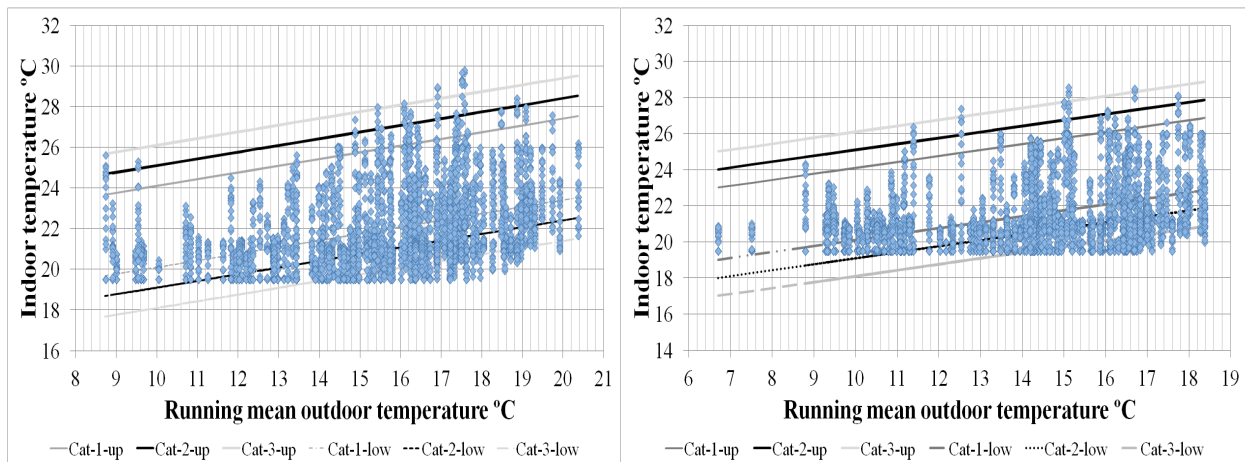 Indoor temperature ºC
32
30
28
26
24
22
20
18
16
8 9 10 11 12 13 14 15 16 17 18 19 20 21
Running mean outdoor temperature ºC
Cat-1-up Cat-2-up Cat-3-up Cat-1-low Cat-2-low Cat-3-low
Indoor temperature ºC
32
30
28
26
24
22
20
18
16
14
6 7 8 9 10 11 12 13 14 15 16 17 18 19
Running mean outdoor temperature ºC
Cat-1-up Cat-2-up Cat-3-up Cat-1-low Cat-2-low Cat-3-low